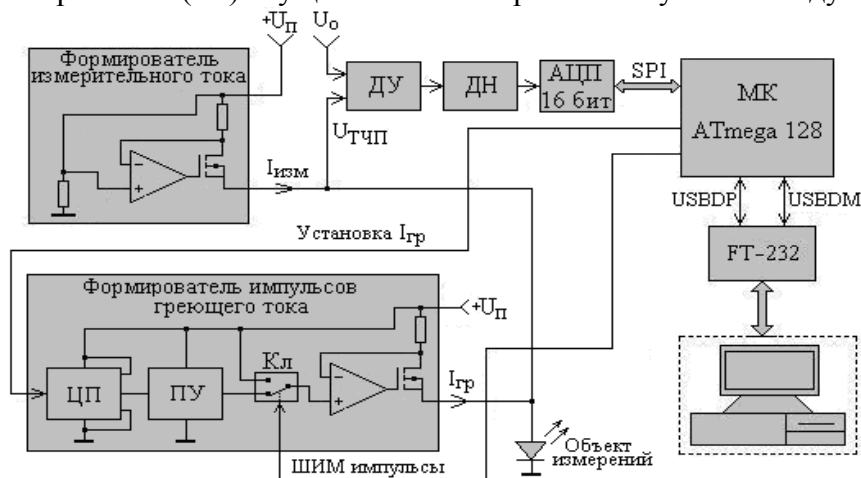 +Uп
Uо
Формирователь
измерительного тока
ДУ
ДН
АЦП
16 бит
SPI
МК
ATmega 128
UТЧП
Iизм
USBDP
USBDM
Установка Iгр
FT-232
Формирователь импульсов
греющего тока
+Uп
Кл
ЦП
ПУ
Iгр
Объект
измерений
ШИМ импульсы